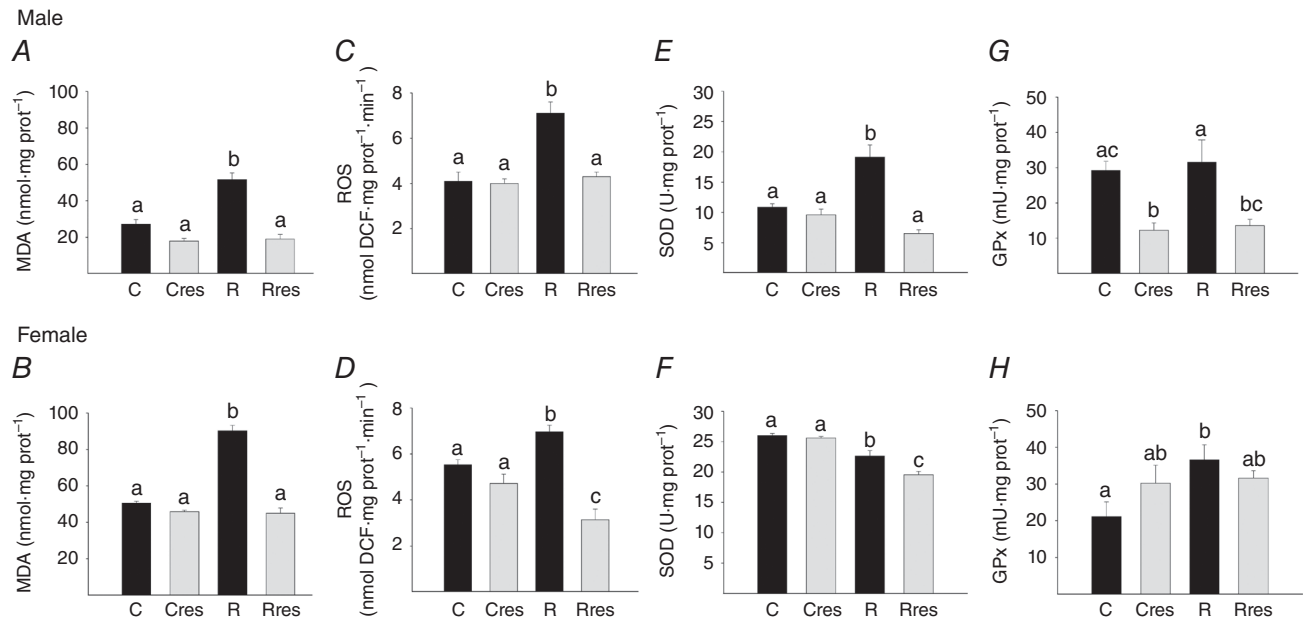 Male
A
C
E
G
MDA (nmol·mg prot⁻¹)
100
80
60
40
20
a
a
b
a
C Cres R Rres
ROS
(nmol DCF·mg prot⁻¹·min⁻¹ )
8
6
4
2
a
a
b
a
C Cres R Rres
SOD (U·mg prot⁻¹)
30
25
20
15
10
5
a
a
b
a
C Cres R Rres
GPx (mU·mg prot⁻¹)
50
40
30
20
10
ac
b
a
bc
C Cres R Rres
Female
B
D
F
H
MDA (nmol·mg prot⁻¹)
100
80
60
40
20
a
a
b
a
C Cres R Rres
ROS
(nmol DCF·mg prot⁻¹·min⁻¹ )
8
6
4
2
a
a
b
c
C Cres R Rres
SOD (U·mg prot⁻¹)
30
25
20
15
10
5
a
a
b
c
C Cres R Rres
GPx (mU·mg prot⁻¹)
50
40
30
20
10
a
ab
b
ab
C Cres R Rres